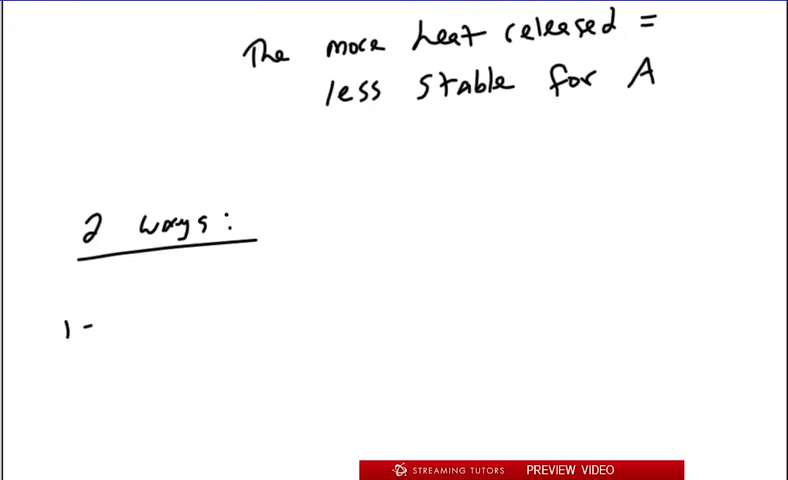 The more heat released =
less stable for A
2 ways:
1-
STREAMING TUTORS PREVIEW VIDEO